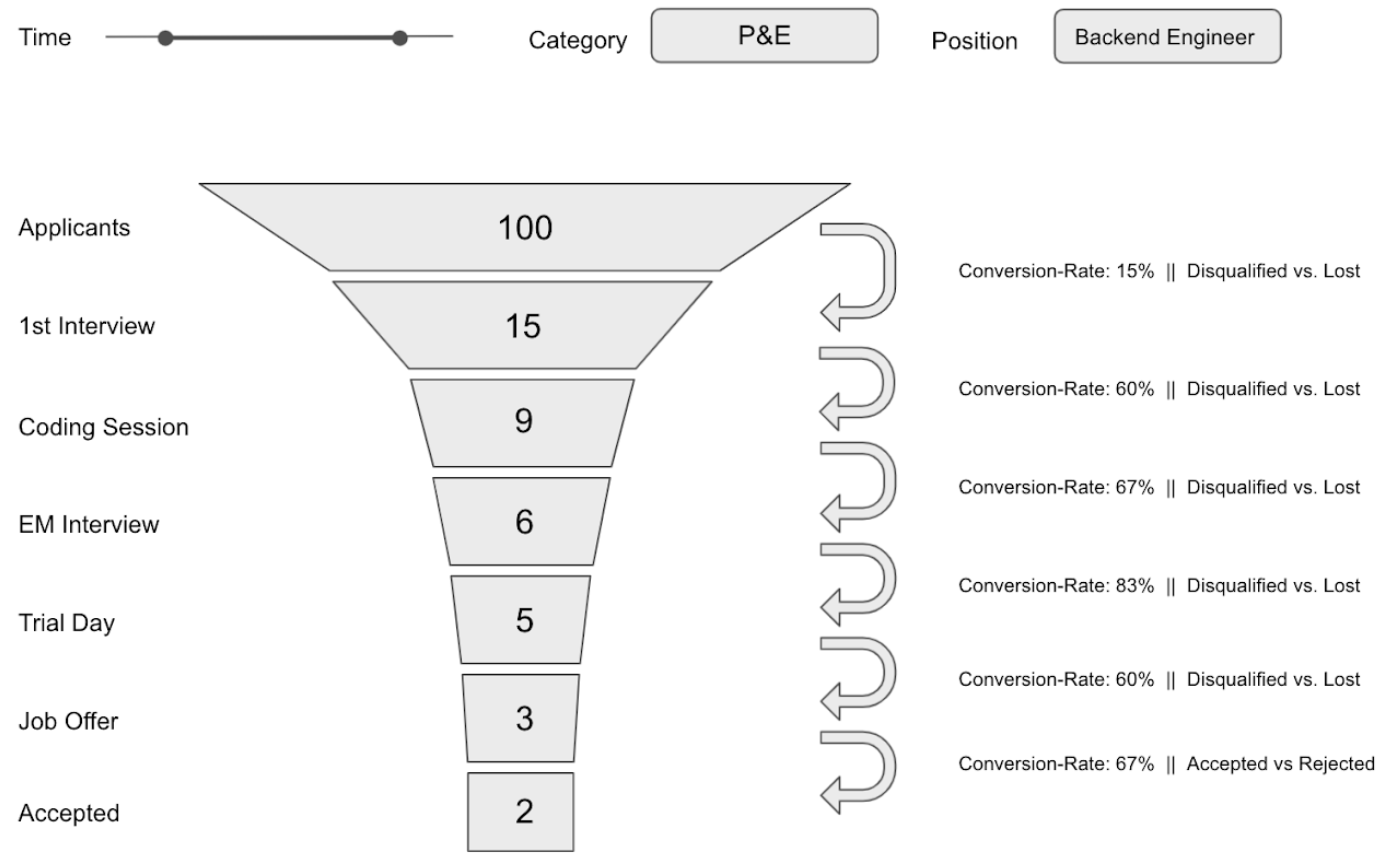 Time
Category
P&E
Position
Backend Engineer
Applicants
100
Conversion-Rate: 15% || Disqualified vs. Lost
1st Interview
15
Conversion-Rate: 60% || Disqualified vs. Lost
Coding Session
9
Conversion-Rate: 67% || Disqualified vs. Lost
EM Interview
6
Conversion-Rate: 83% || Disqualified vs. Lost
Trial Day
5
Conversion-Rate: 60% || Disqualified vs. Lost
Job Offer
3
Conversion-Rate: 67% || Accepted vs Rejected
Accepted
2